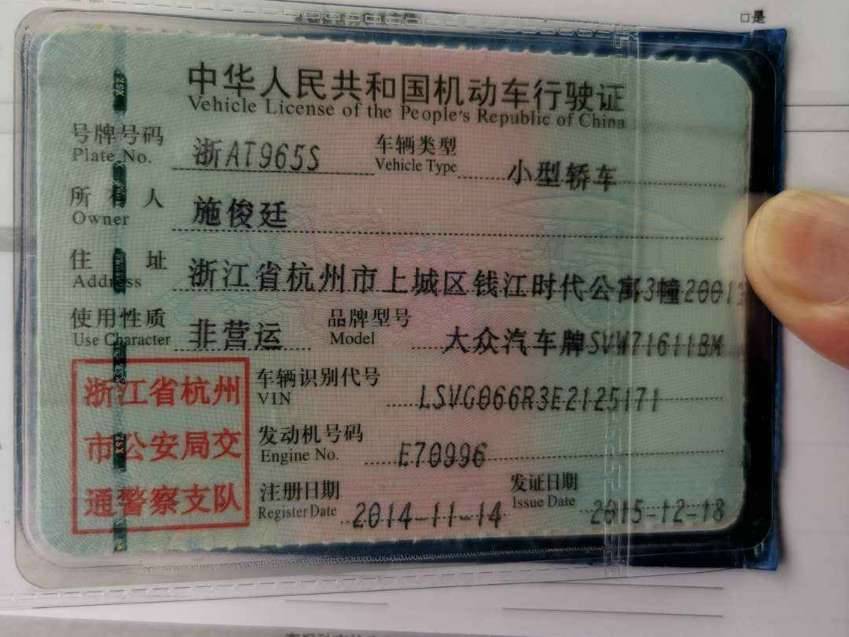 中华人民共和国机动车行驶证
Vehicle License of the People's Republic of China
号牌号码 浙AT965S 车辆类型 小型轿车
Plate No. Vehicle Type
所有人 施俊廷
Owner
住址 浙江省杭州市上城区钱江时代公寓3幢2001
Address
使用性质 非营运 品牌型号 大众汽车牌SVW71611BM
Use Character Model
浙江省杭州
市公安局交
通警察支队
车辆识别代号 LSVG066R3E2125171
VIN
发动机号码 E70996
Engine No.
注册日期 2014-11-14 发证日期 2015-12-18
Register Date Issue Date
□是